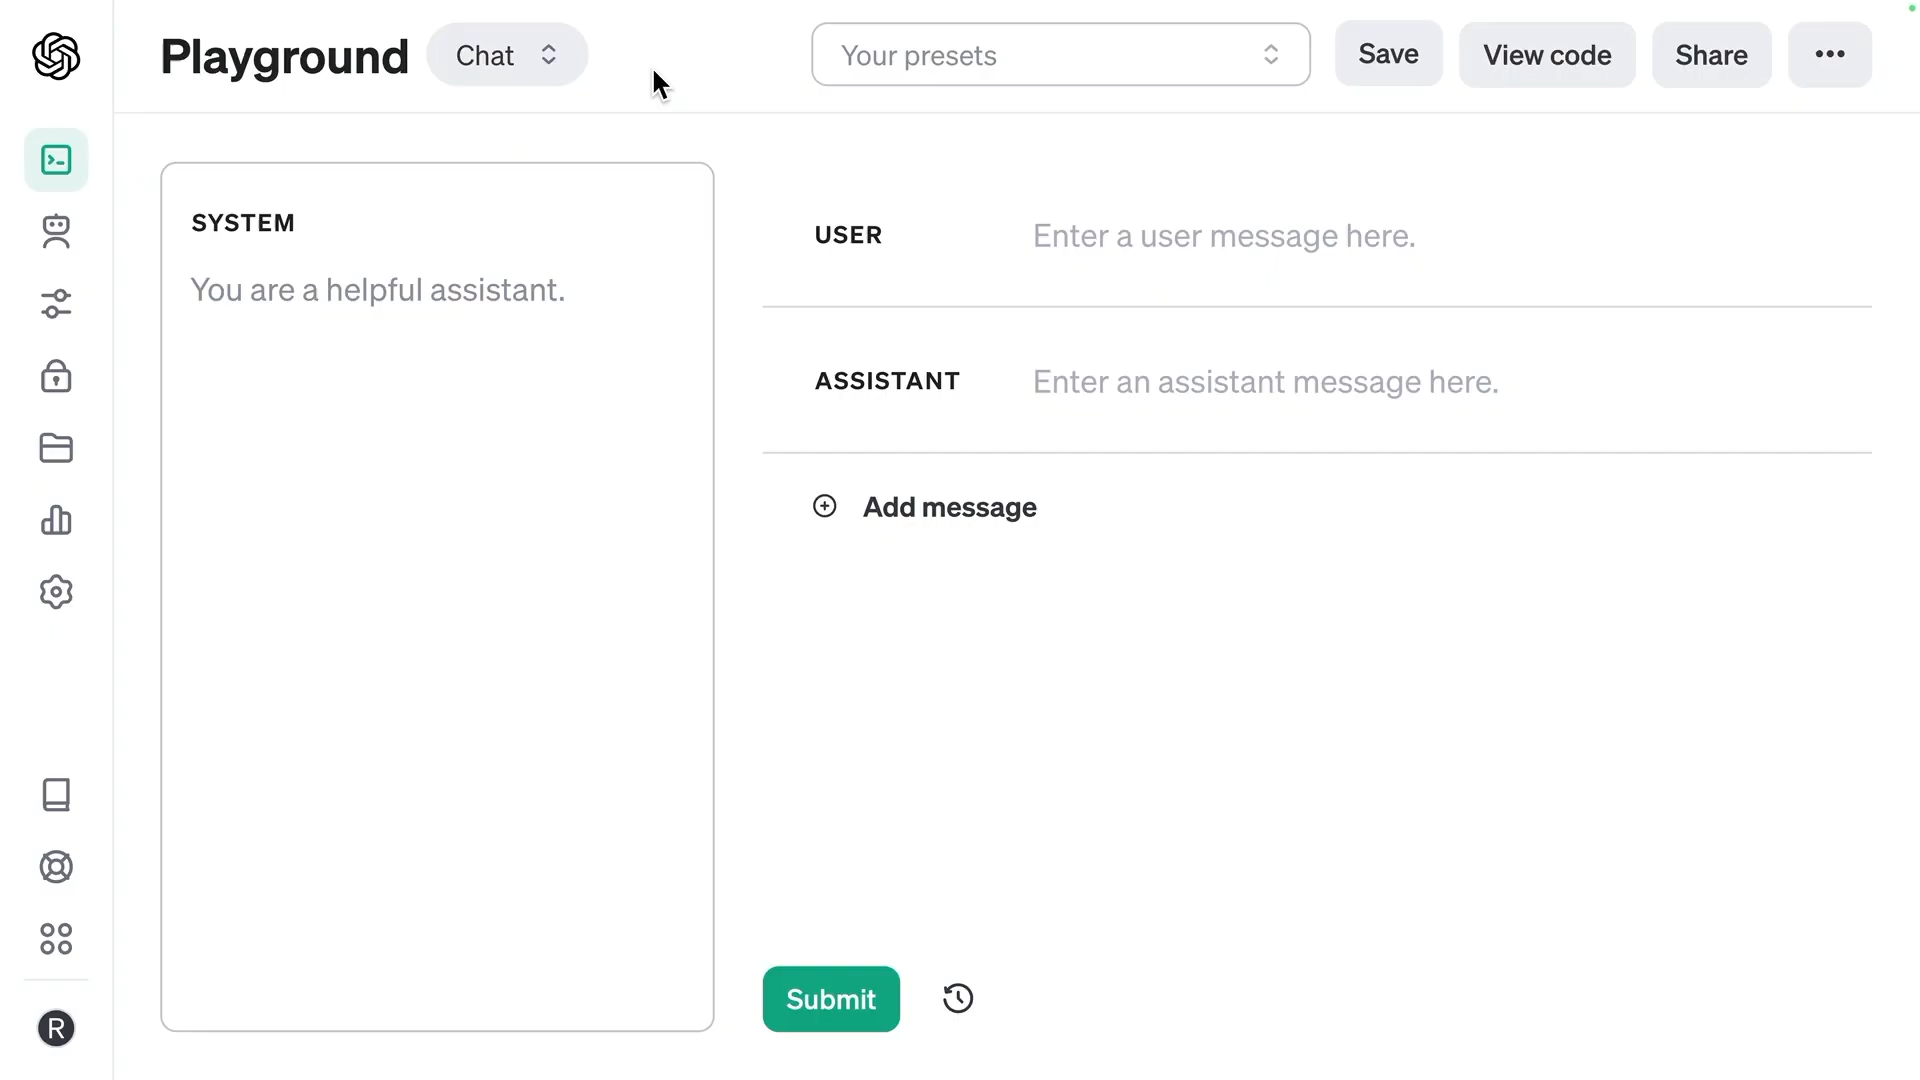 Playground
Chat
Your presets
Save
View code
Share
SYSTEM
You are a helpful assistant.
USER
Enter a user message here.
ASSISTANT
Enter an assistant message here.
Add message
Submit
R